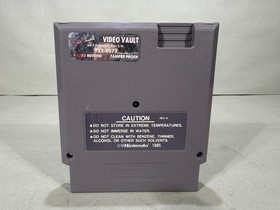 VIDEO VAULT
TAMPER PROOF
CAUTION
●DO NOT STORE IN EXTREME TEMPERATURES.
●DO NOT IMMERSE IN WATER.
●DO NOT CLEAN WITH BENZENE, THINNER,
ALCOHOL OR OTHER SUCH SOLVENTS.
Nintendo 1985